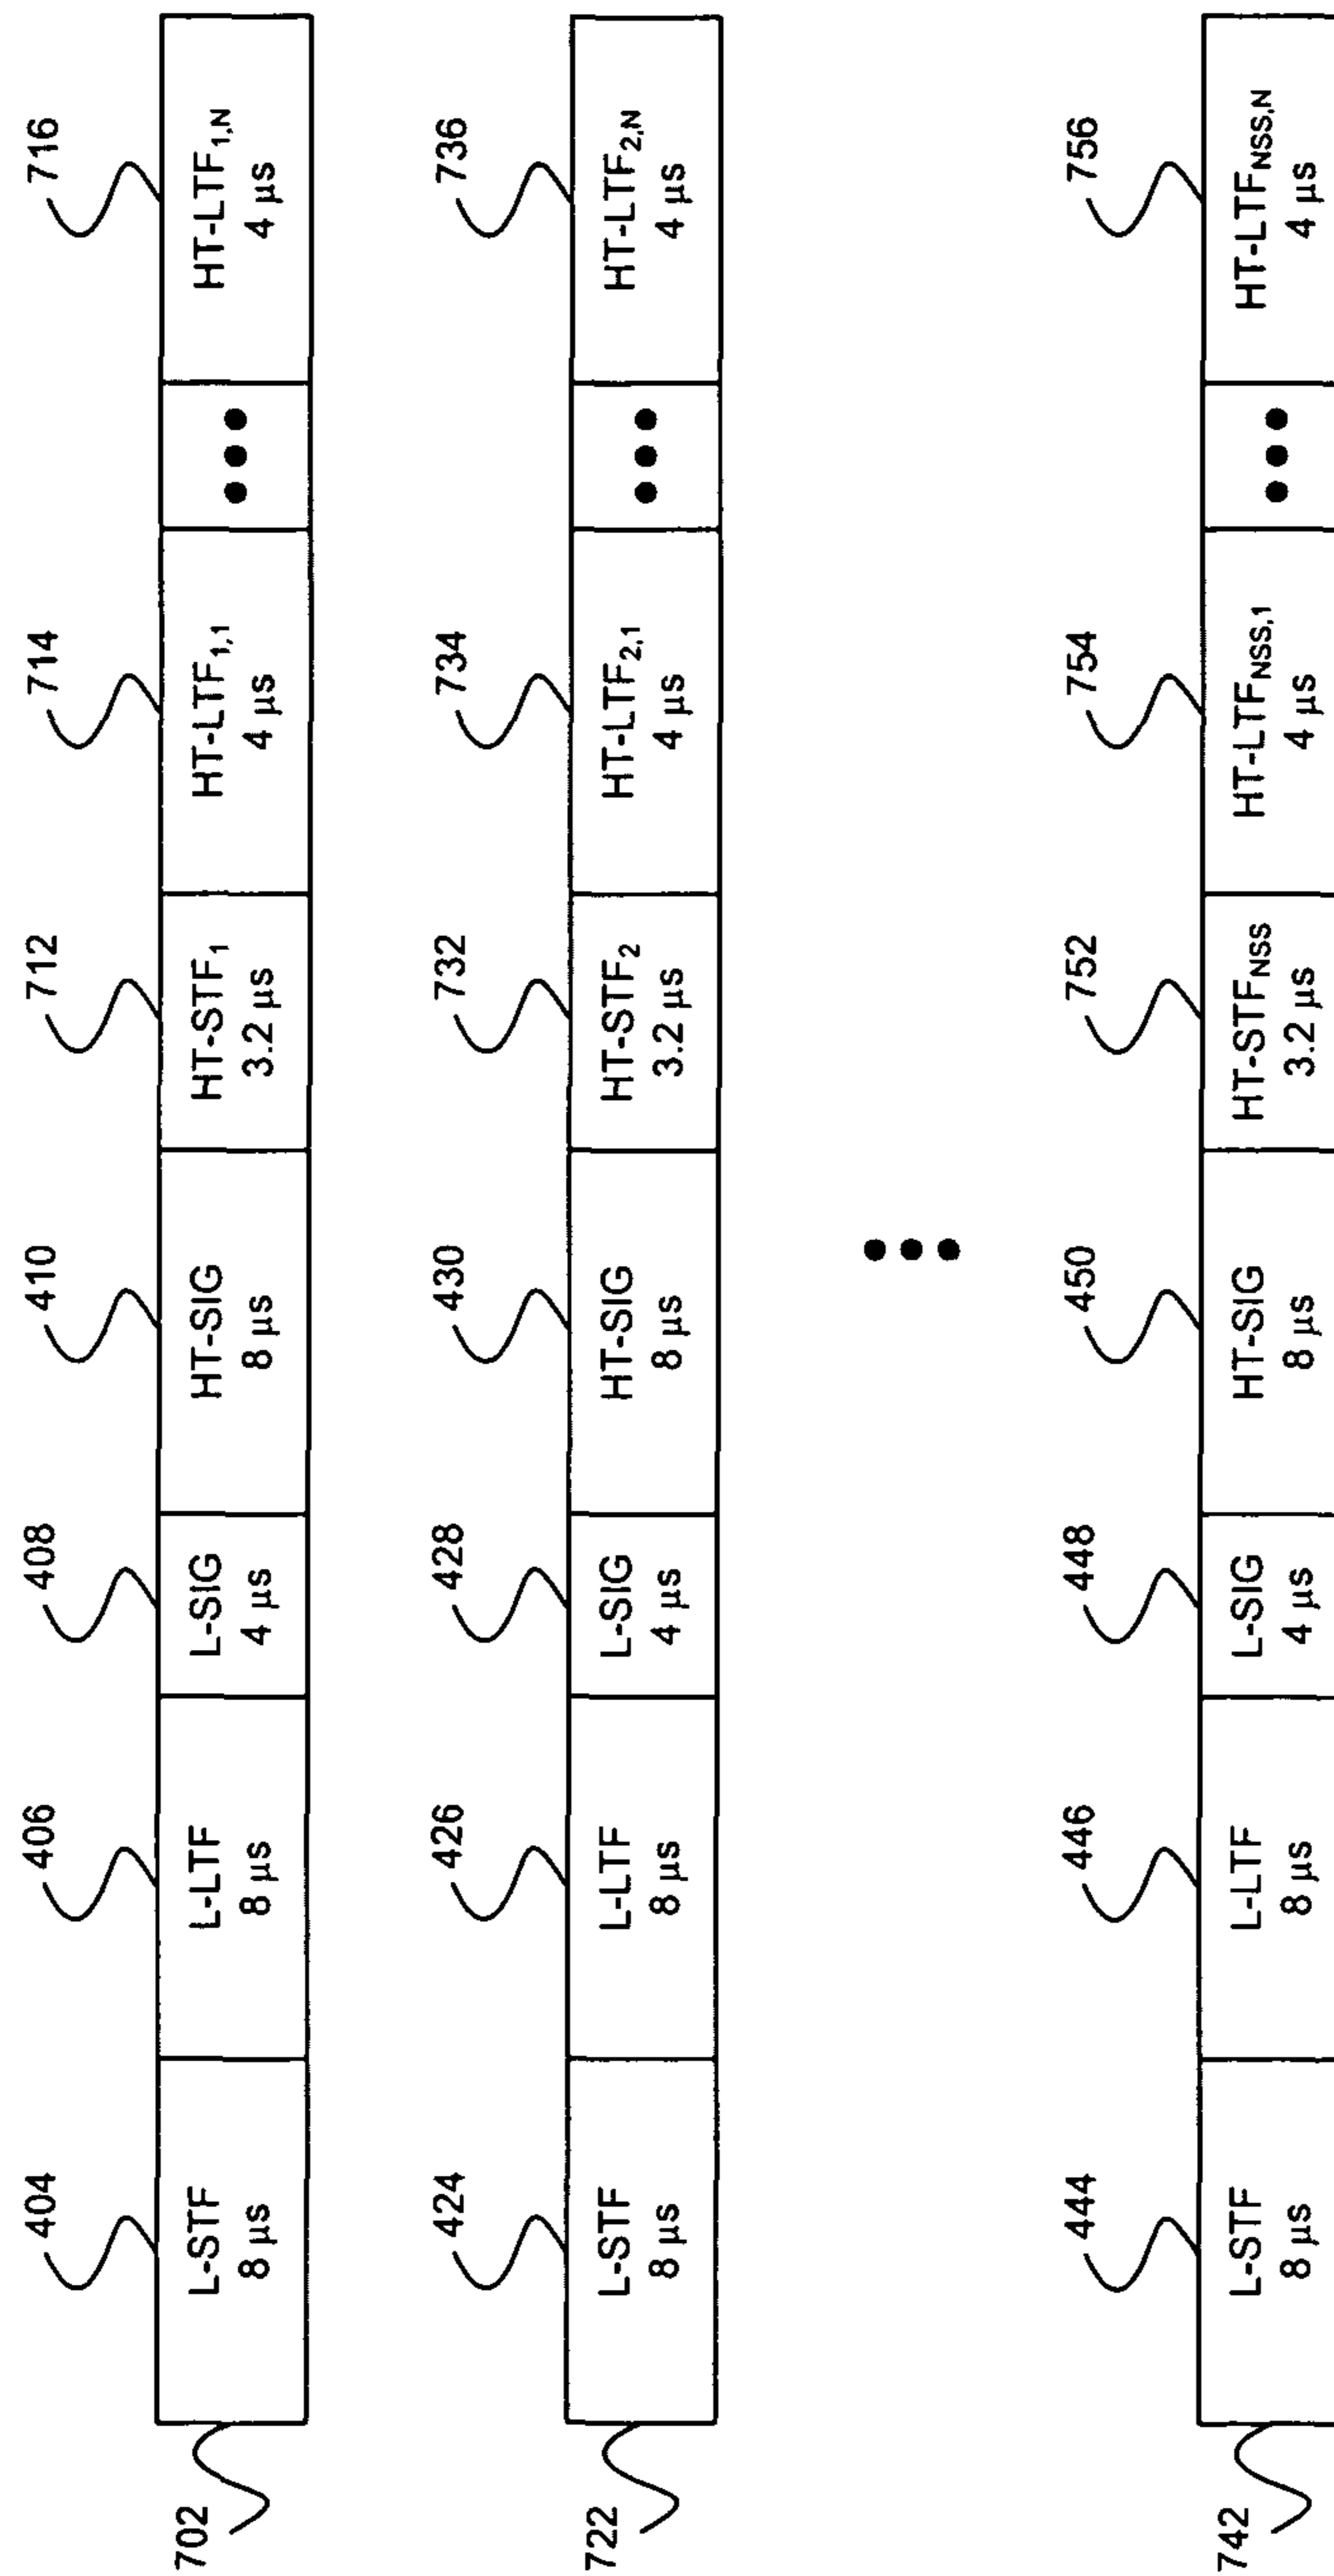 404 406 408 410 712 714 716
L-STF L-LTF L-SIG HT-SIG HT-STF₁ HT-LTF₁,₁ ••• HT-LTF₁,N
8 µs 8 µs 4 µs 8 µs 3.2 µs 4 µs 4 µs
702
424 426 428 430 732 734 736
L-STF L-LTF L-SIG HT-SIG HT-STF₂ HT-LTF₂,₁ ••• HT-LTF₂,N
8 µs 8 µs 4 µs 8 µs 3.2 µs 4 µs 4 µs
722
•••
444 446 448 450 752 754 756
L-STF L-LTF L-SIG HT-SIG HT-STFNSS HT-LTFNSS,1 ••• HT-LTFNSS,N
8 µs 8 µs 4 µs 8 µs 3.2 µs 4 µs 4 µs
742